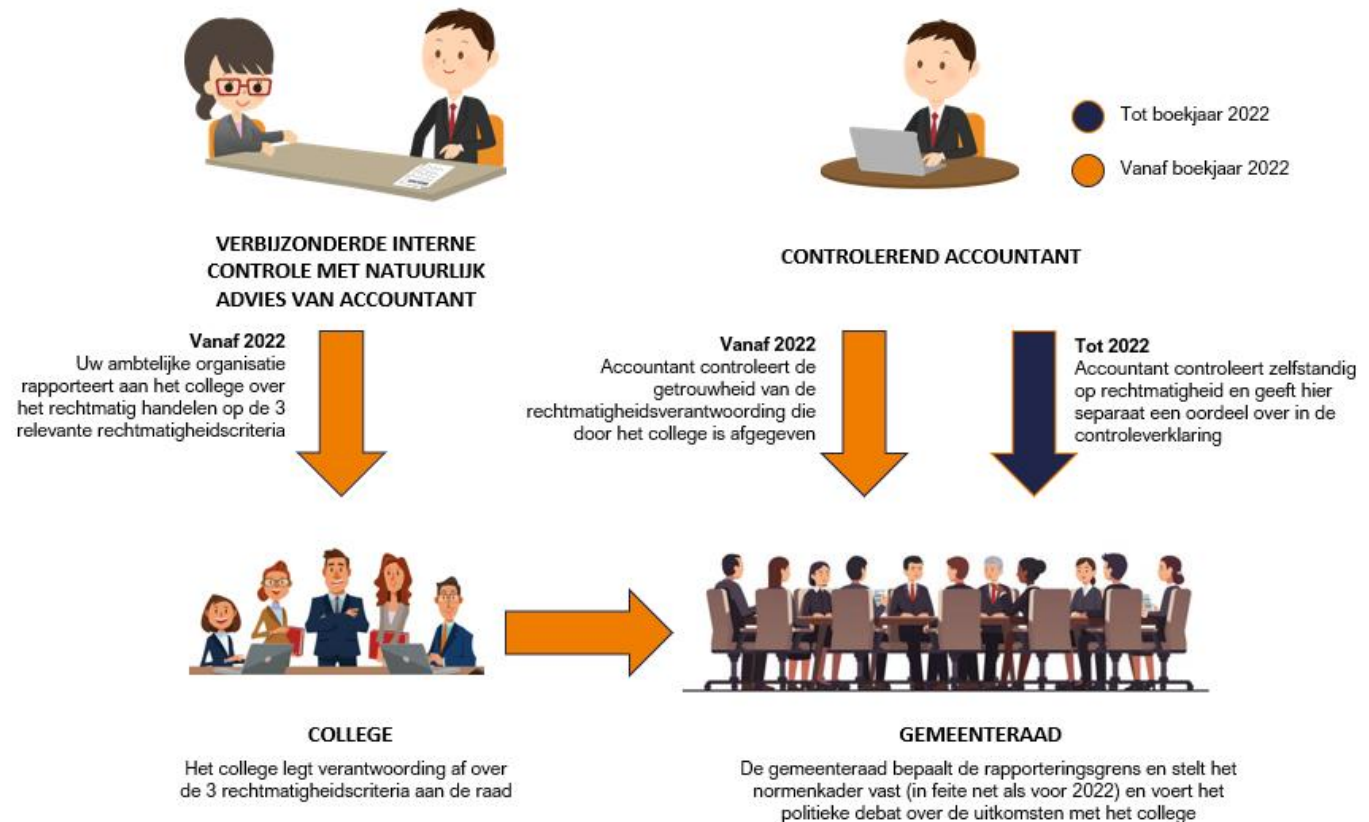 Tot boekjaar 2022
Vanaf boekjaar 2022
VERBIJZONDERDE INTERNE
CONTROLE MET NATUURLIJK
ADVIES VAN ACCOUNTANT
CONTROLEREND ACCOUNTANT
Vanaf 2022
Uw ambtelijke organisatie
rapporteert aan het college over
het rechtmatig handelen op de 3
relevante rechtmatigheidscriteria
Vanaf 2022
Accountant controleert de
getrouwheid van de
rechtmatigheidsverantwoording die
door het college is afgegeven
Tot 2022
Accountant controleert zelfstandig
op rechtmatigheid en geeft hier
separaat een oordeel over in de
controleverklaring
COLLEGE
Het college legt verantwoording af over
de 3 rechtmatigheidscriteria aan de raad
GEMEENTERAAD
De gemeenteraad bepaalt de rapporteringsgrens en stelt het
normenkader vast (in feite net als voor 2022) en voert het
politieke debat over de uitkomsten met het college